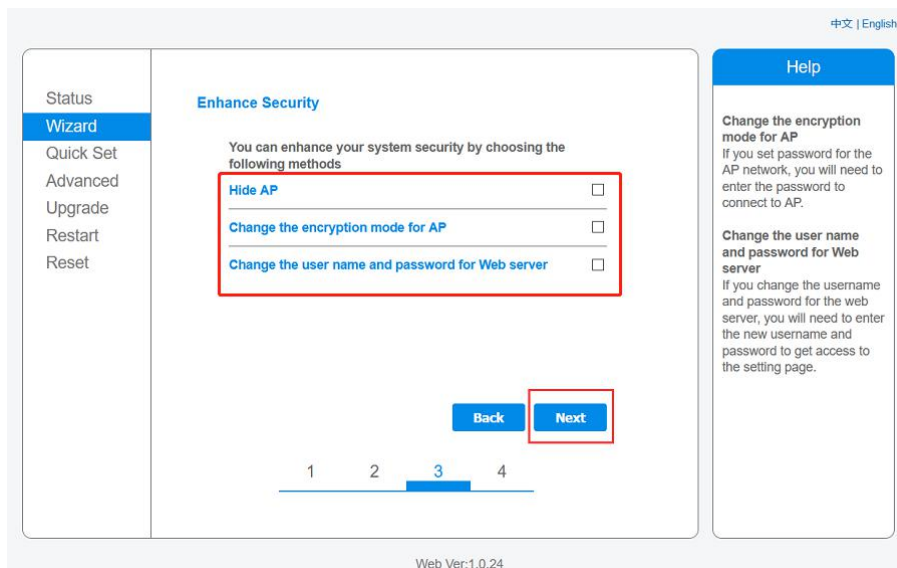 中文 | English
Status
Wizard
Quick Set
Advanced
Upgrade
Restart
Reset
Enhance Security
You can enhance your system security by choosing the
following methods
Hide AP
Change the encryption mode for AP
Change the user name and password for Web server
Back
Next
1 2 3 4
Help
Change the encryption
mode for AP
If you set password for the
AP network, you will need to
enter the password to
connect to AP.
Change the user name
and password for Web
server
If you change the username
and password for the web
server, you will need to enter
the new username and
password to get access to
the setting page.
Web Ver:1.0.24